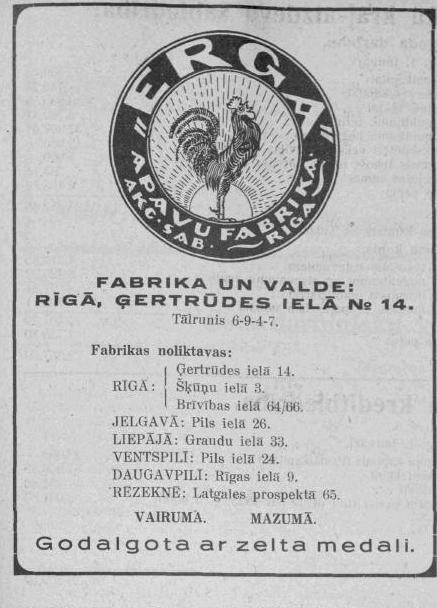 "ERGA"
APAVU FABRIKA
AKC. SAB. RĪGA
FABRIKA UN VALDE:
RĪGĀ, ĢERTRŪDES IELĀ № 14.
Tālrunis 6-9-4-7.
Fabrikas noliktavas:
Ģertrūdes ielā 14.
RĪGĀ: Šķūņu ielā 3.
Brīvības ielā 64/66.
JELGAVĀ: Pils ielā 26.
LIEPĀJĀ: Graudu ielā 33.
VENTSPILĪ: Pils ielā 24.
DAUGAVPILĪ: Rīgas ielā 9.
RĒZEKNĒ: Latgales prospektā 65.
VAIRUMĀ. MAZUMĀ.
Godalgota ar zelta medali.